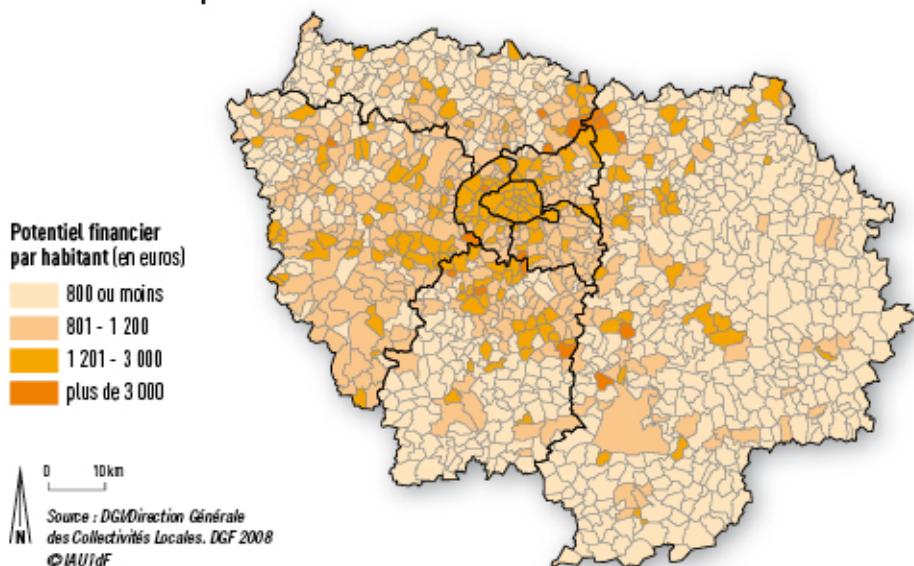 Potentiel financier
par habitant (en euros)
800 ou moins
801 - 1 200
1 201 - 3 000
plus de 3 000
0 10 km
N
Source : DGI/Direction Générale
des Collectivités Locales. DGF 2008
© IAU îdF